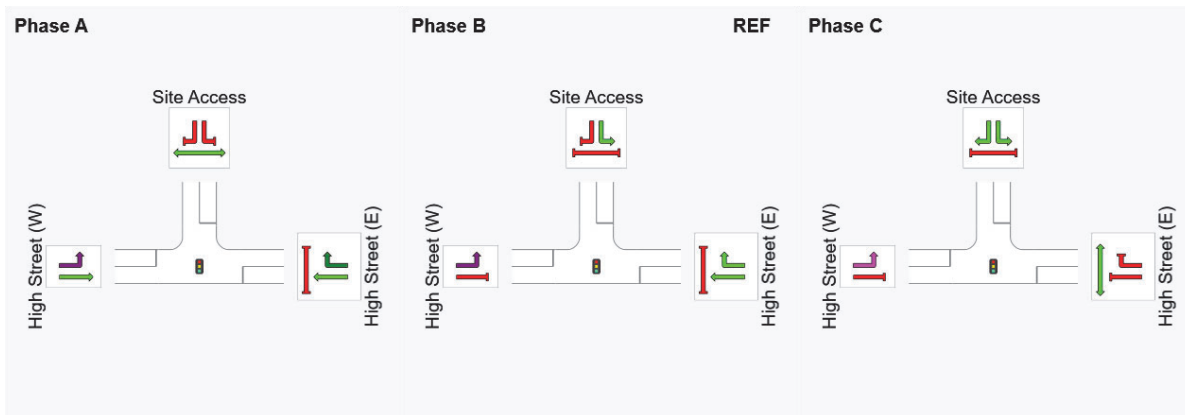 Phase A
Site Access
High Street (W)
High Street (E)
Phase B
REF
Site Access
High Street (W)
High Street (E)
Phase C
Site Access
High Street (W)
High Street (E)